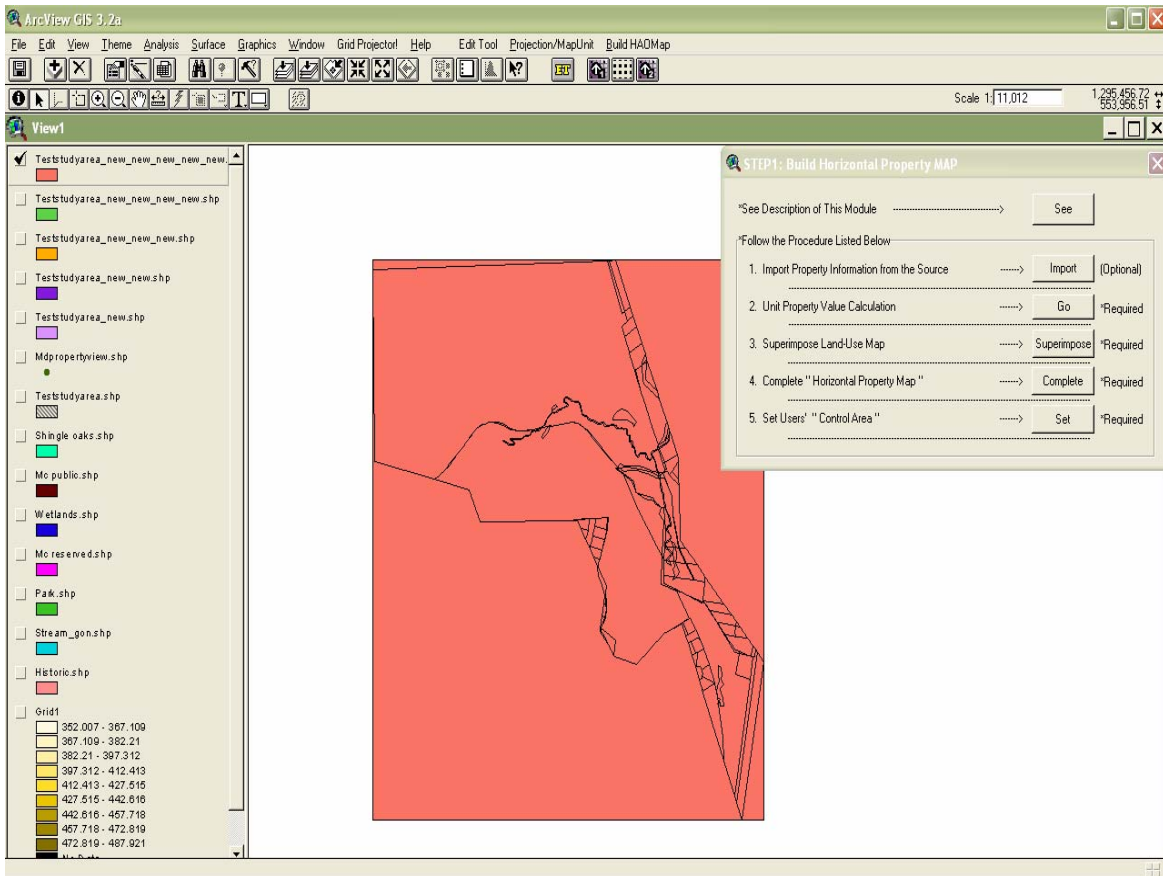 ArcView GIS 3.2a
File Edit View Theme Analysis Surface Graphics Window Grid Projector! Help Edit Tool Projection/MapUnit Build HAOMap
ET
T
Scale 1: 11,012
1,295,456.72
553,956.51
View1
Teststudyarea_new_new_new_new_new.
Teststudyarea_new_new_new_new.shp
Teststudyarea_new_new_new.shp
Teststudyarea_new_new.shp
Teststudyarea_new.shp
Mdpropertyview.shp
Teststudyarea.shp
Shingle oaks.shp
Mc public.shp
Wetlands.shp
Mc reserved.shp
Park.shp
Stream_gon.shp
Historic.shp
Grid1
352.007 - 367.109
367.109 - 382.21
382.21 - 397.312
397.312 - 412.413
412.413 - 427.515
427.515 - 442.616
442.616 - 457.718
457.718 - 472.819
472.819 - 487.921
STEP1: Build Horizontal Property MAP
*See Description of This Module -----> See
*Follow the Procedure Listed Below
1. Import Property Information from the Source -----> Import (Optional)
2. Unit Property Value Calculation -----> Go *Required
3. Superimpose Land-Use Map -----> Superimpose *Required
4. Complete " Horizontal Property Map " -----> Complete *Required
5. Set Users' " Control Area " -----> Set *Required